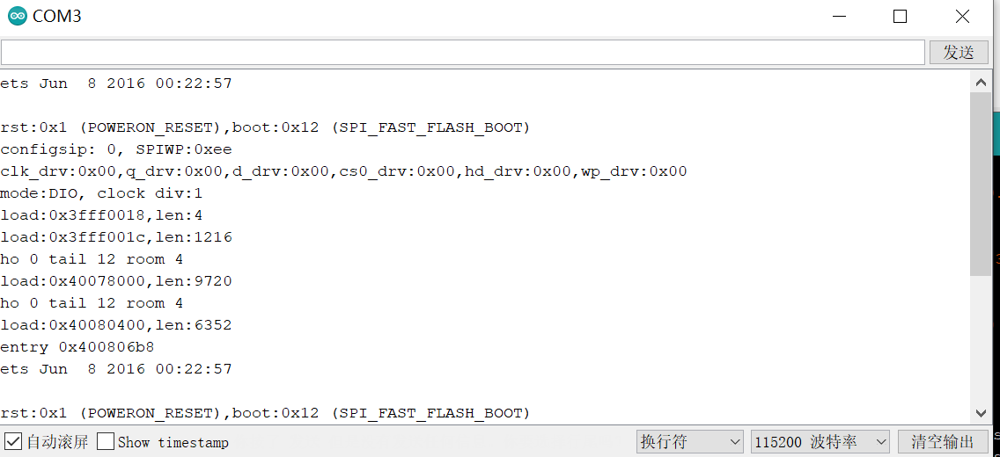 COM3
发送
ets Jun  8 2016 00:22:57
rst:0x1 (POWERON_RESET),boot:0x12 (SPI_FAST_FLASH_BOOT)
configsip: 0, SPIWP:0xee
clk_drv:0x00,q_drv:0x00,d_drv:0x00,cs0_drv:0x00,hd_drv:0x00,wp_drv:0x00
mode:DIO, clock div:1
load:0x3fff0018,len:4
load:0x3fff001c,len:1216
ho 0 tail 12 room 4
load:0x40078000,len:9720
ho 0 tail 12 room 4
load:0x40080400,len:6352
entry 0x400806b8
ets Jun  8 2016 00:22:57
rst:0x1 (POWERON_RESET),boot:0x12 (SPI_FAST_FLASH_BOOT)
自动滚屏 Show timestamp 换行符 115200 波特率 清空输出